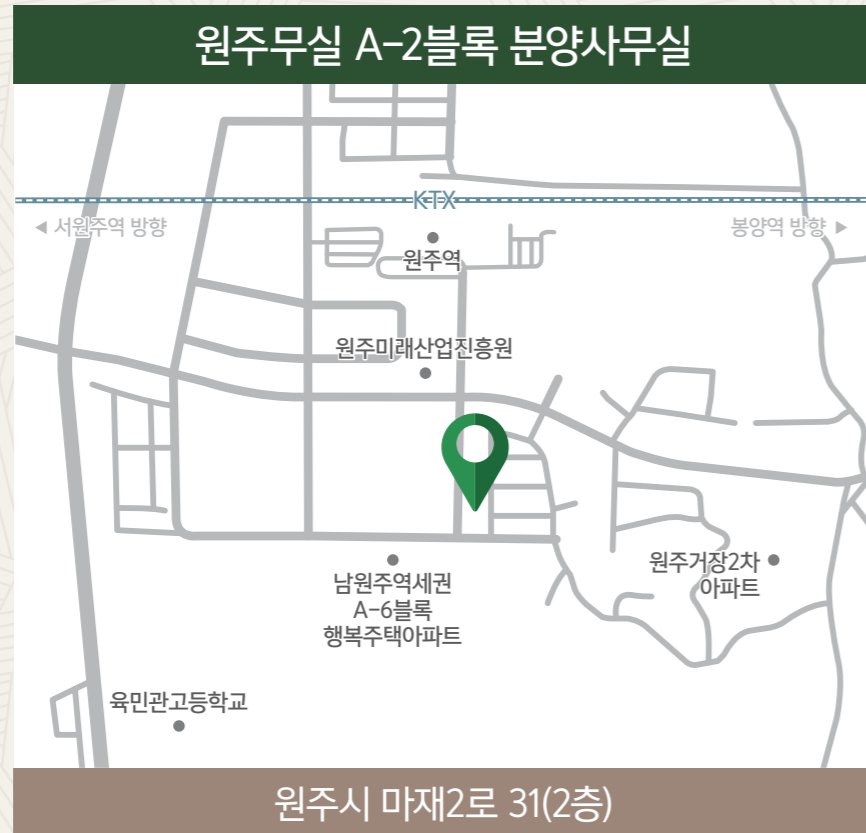 원주무실 A-2블록 분양사무실
KTX
◀ 서원주역 방향
봉양역 방향 ▶
원주역
원주미래산업진흥원
원주거장2차
아파트
남원주역세권
A-6블록
행복주택아파트
육민관고등학교
원주시 마재2로 31(2층)